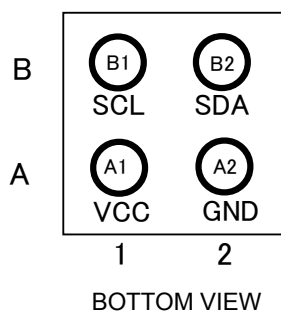 B B1 B2
SCL SDA
A A1 A2
VCC GND
1 2
BOTTOM VIEW